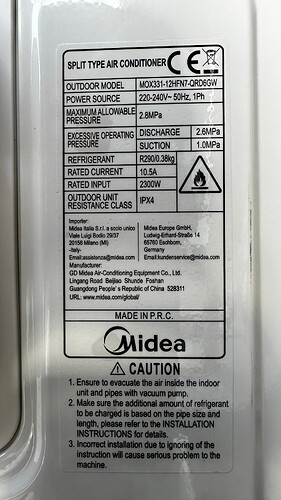 SPLIT TYPE AIR CONDITIONER CE
OUTDOOR MODEL MOX331-12HFN7-QRD6GW
POWER SOURCE 220-240V~ 50Hz, 1Ph
MAXIMUM ALLOWABLE PRESSURE 2.8MPa
EXCESSIVE OPERATING PRESSURE DISCHARGE 2.6MPa
SUCTION 1.0MPa
REFRIGERANT R290/0.38kg
RATED CURRENT 10.5A
RATED INPUT 2300W
OUTDOOR UNIT RESISTANCE CLASS IPX4
Importer:
Midea Italia S.r.l. a socio unico
Viale Luigi Bodio 29/37
20158 Milano (MI)
-Italy-
Email:assistenza@midea.com
Midea Europe GmbH,
Ludwig-Erhard-Straße 14
65760 Eschborn,
Germany
Email:kundenservice@midea.com
Manufacturer:
GD Midea Air-Conditioning Equipment Co., Ltd.
Lingang Road Beijiao Shunde Foshan
Guangdong People's Republic of China 528311
URL: www.midea.com/global/
MADE IN P.R.C.
Midea
CAUTION
1. Ensure to evacuate the air inside the indoor
unit and pipes with vacuum pump.
2. Make sure the additional amount of refrigerant
to be charged is based on the pipe size and
length, please refer to the INSTALLATION
INSTRUCTIONS for details.
3. Incorrect installation due to ignoring of the
instruction will cause serious problem to the
machine.